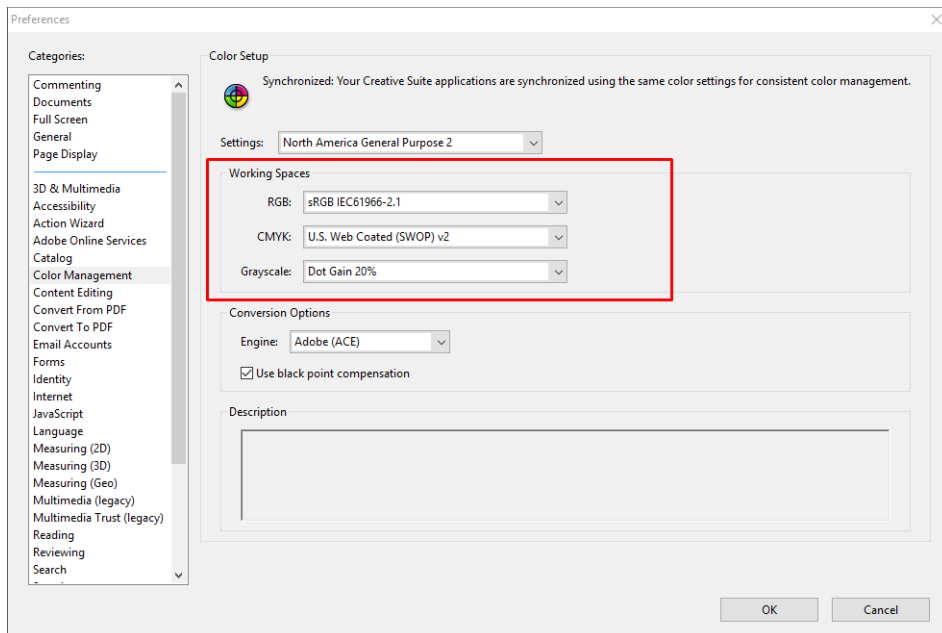 Preferences
Categories:
Commenting
Documents
Full Screen
General
Page Display
3D & Multimedia
Accessibility
Action Wizard
Adobe Online Services
Catalog
Color Management
Content Editing
Convert From PDF
Convert To PDF
Email Accounts
Forms
Identity
Internet
JavaScript
Language
Measuring (2D)
Measuring (3D)
Measuring (Geo)
Multimedia (legacy)
Multimedia Trust (legacy)
Reading
Reviewing
Search
Color Setup
Synchronized: Your Creative Suite applications are synchronized using the same color settings for consistent color management.
Settings: North America General Purpose 2
Working Spaces
RGB: sRGB IEC61966-2.1
CMYK: U.S. Web Coated (SWOP) v2
Grayscale: Dot Gain 20%
Conversion Options
Engine: Adobe (ACE)
Use black point compensation
Description
OK
Cancel